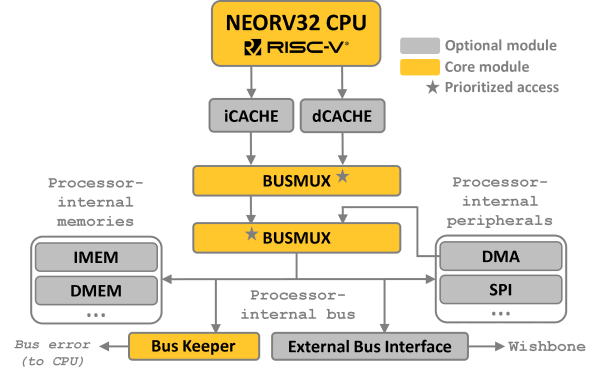 NEORV32 CPU
RISC-V®
Optional module
Core module
Prioritized access
iCACHE
dCACHE
BUSMUX
Processor-
internal
memories
Processor-
internal
peripherals
BUSMUX
IMEM
DMEM
...
DMA
SPI
...
Processor-
internal bus
Bus error
(to CPU)
Bus Keeper
External Bus Interface
Wishbone